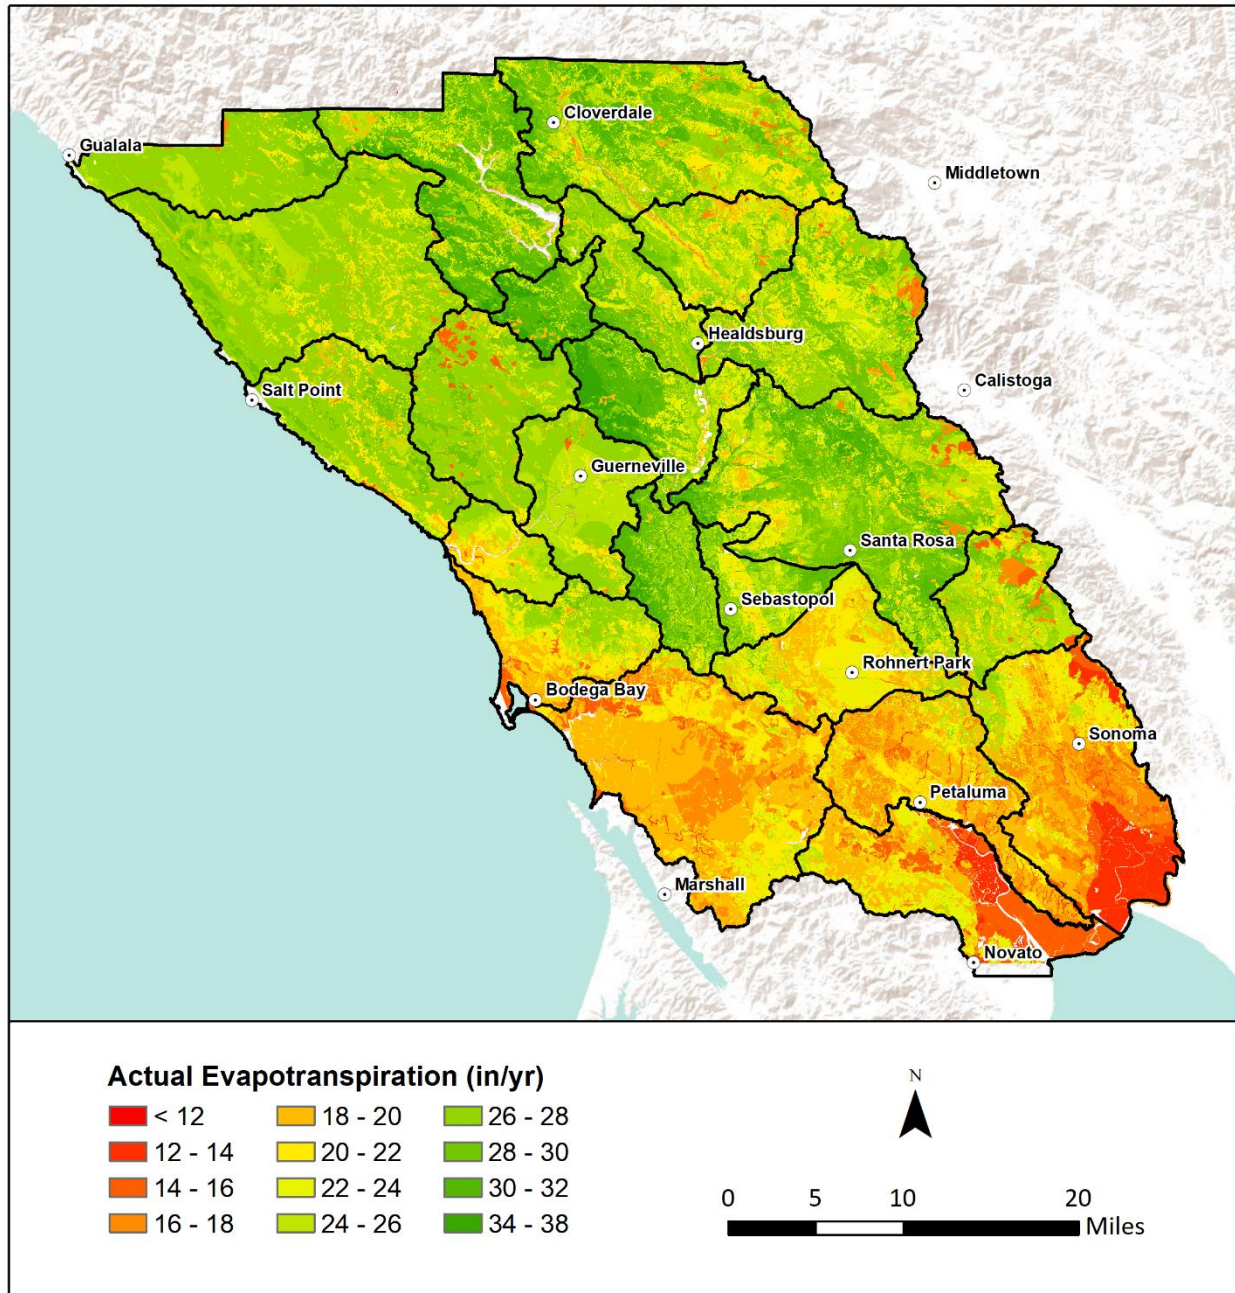 Cloverdale
Gualala
Middletown
Healdsburg
Calistoga
Salt Point
Guerneville
Santa Rosa
Sebastopol
Rohnert Park
Bodega Bay
Sonoma
Petaluma
Marshall
Novato
Actual Evapotranspiration (in/yr)
< 12
12 - 14
14 - 16
16 - 18
18 - 20
20 - 22
22 - 24
24 - 26
26 - 28
28 - 30
30 - 32
34 - 38
N
0 5 10 20
Miles